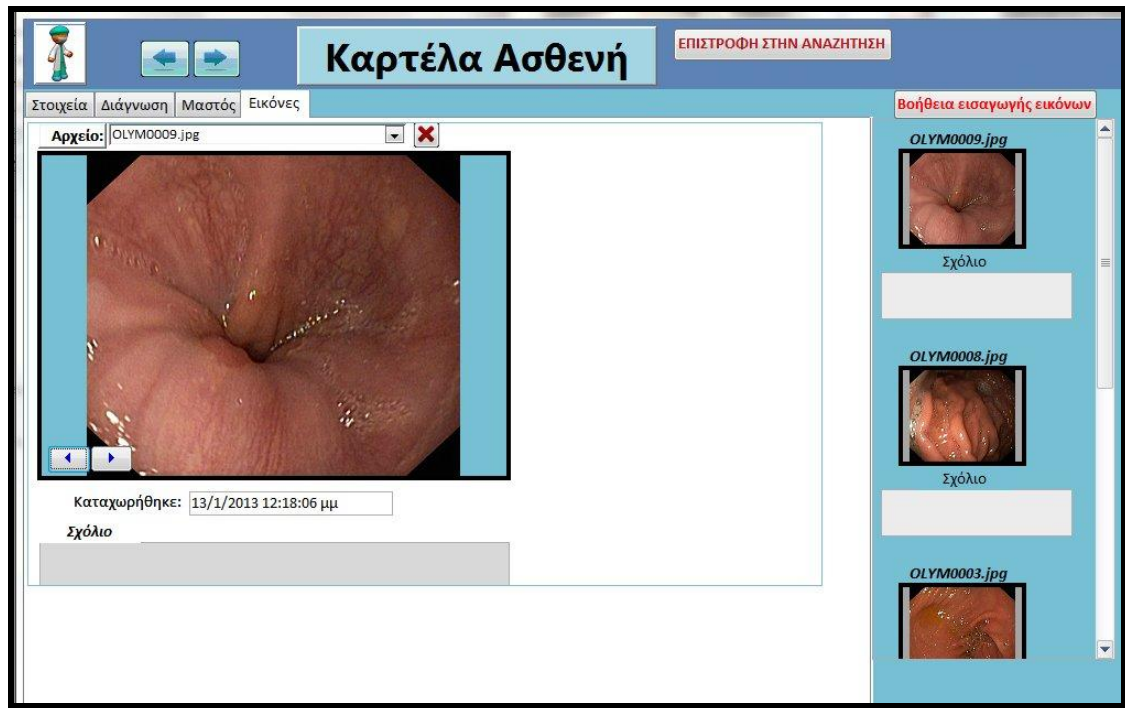 Καρτέλα Ασθενή
ΕΠΙΣΤΡΟΦΗ ΣΤΗΝ ΑΝΑΖΗΤΗΣΗ
Στοιχεία Διάγνωση Μαστός Εικόνες
Βοήθεια εισαγωγής εικόνων
Αρχείο: OLYM0009.jpg
Καταχωρήθηκε: 13/1/2013 12:18:06 μμ
Σχόλιο
OLYM0009.jpg
Σχόλιο
OLYM0008.jpg
Σχόλιο
OLYM0003.jpg